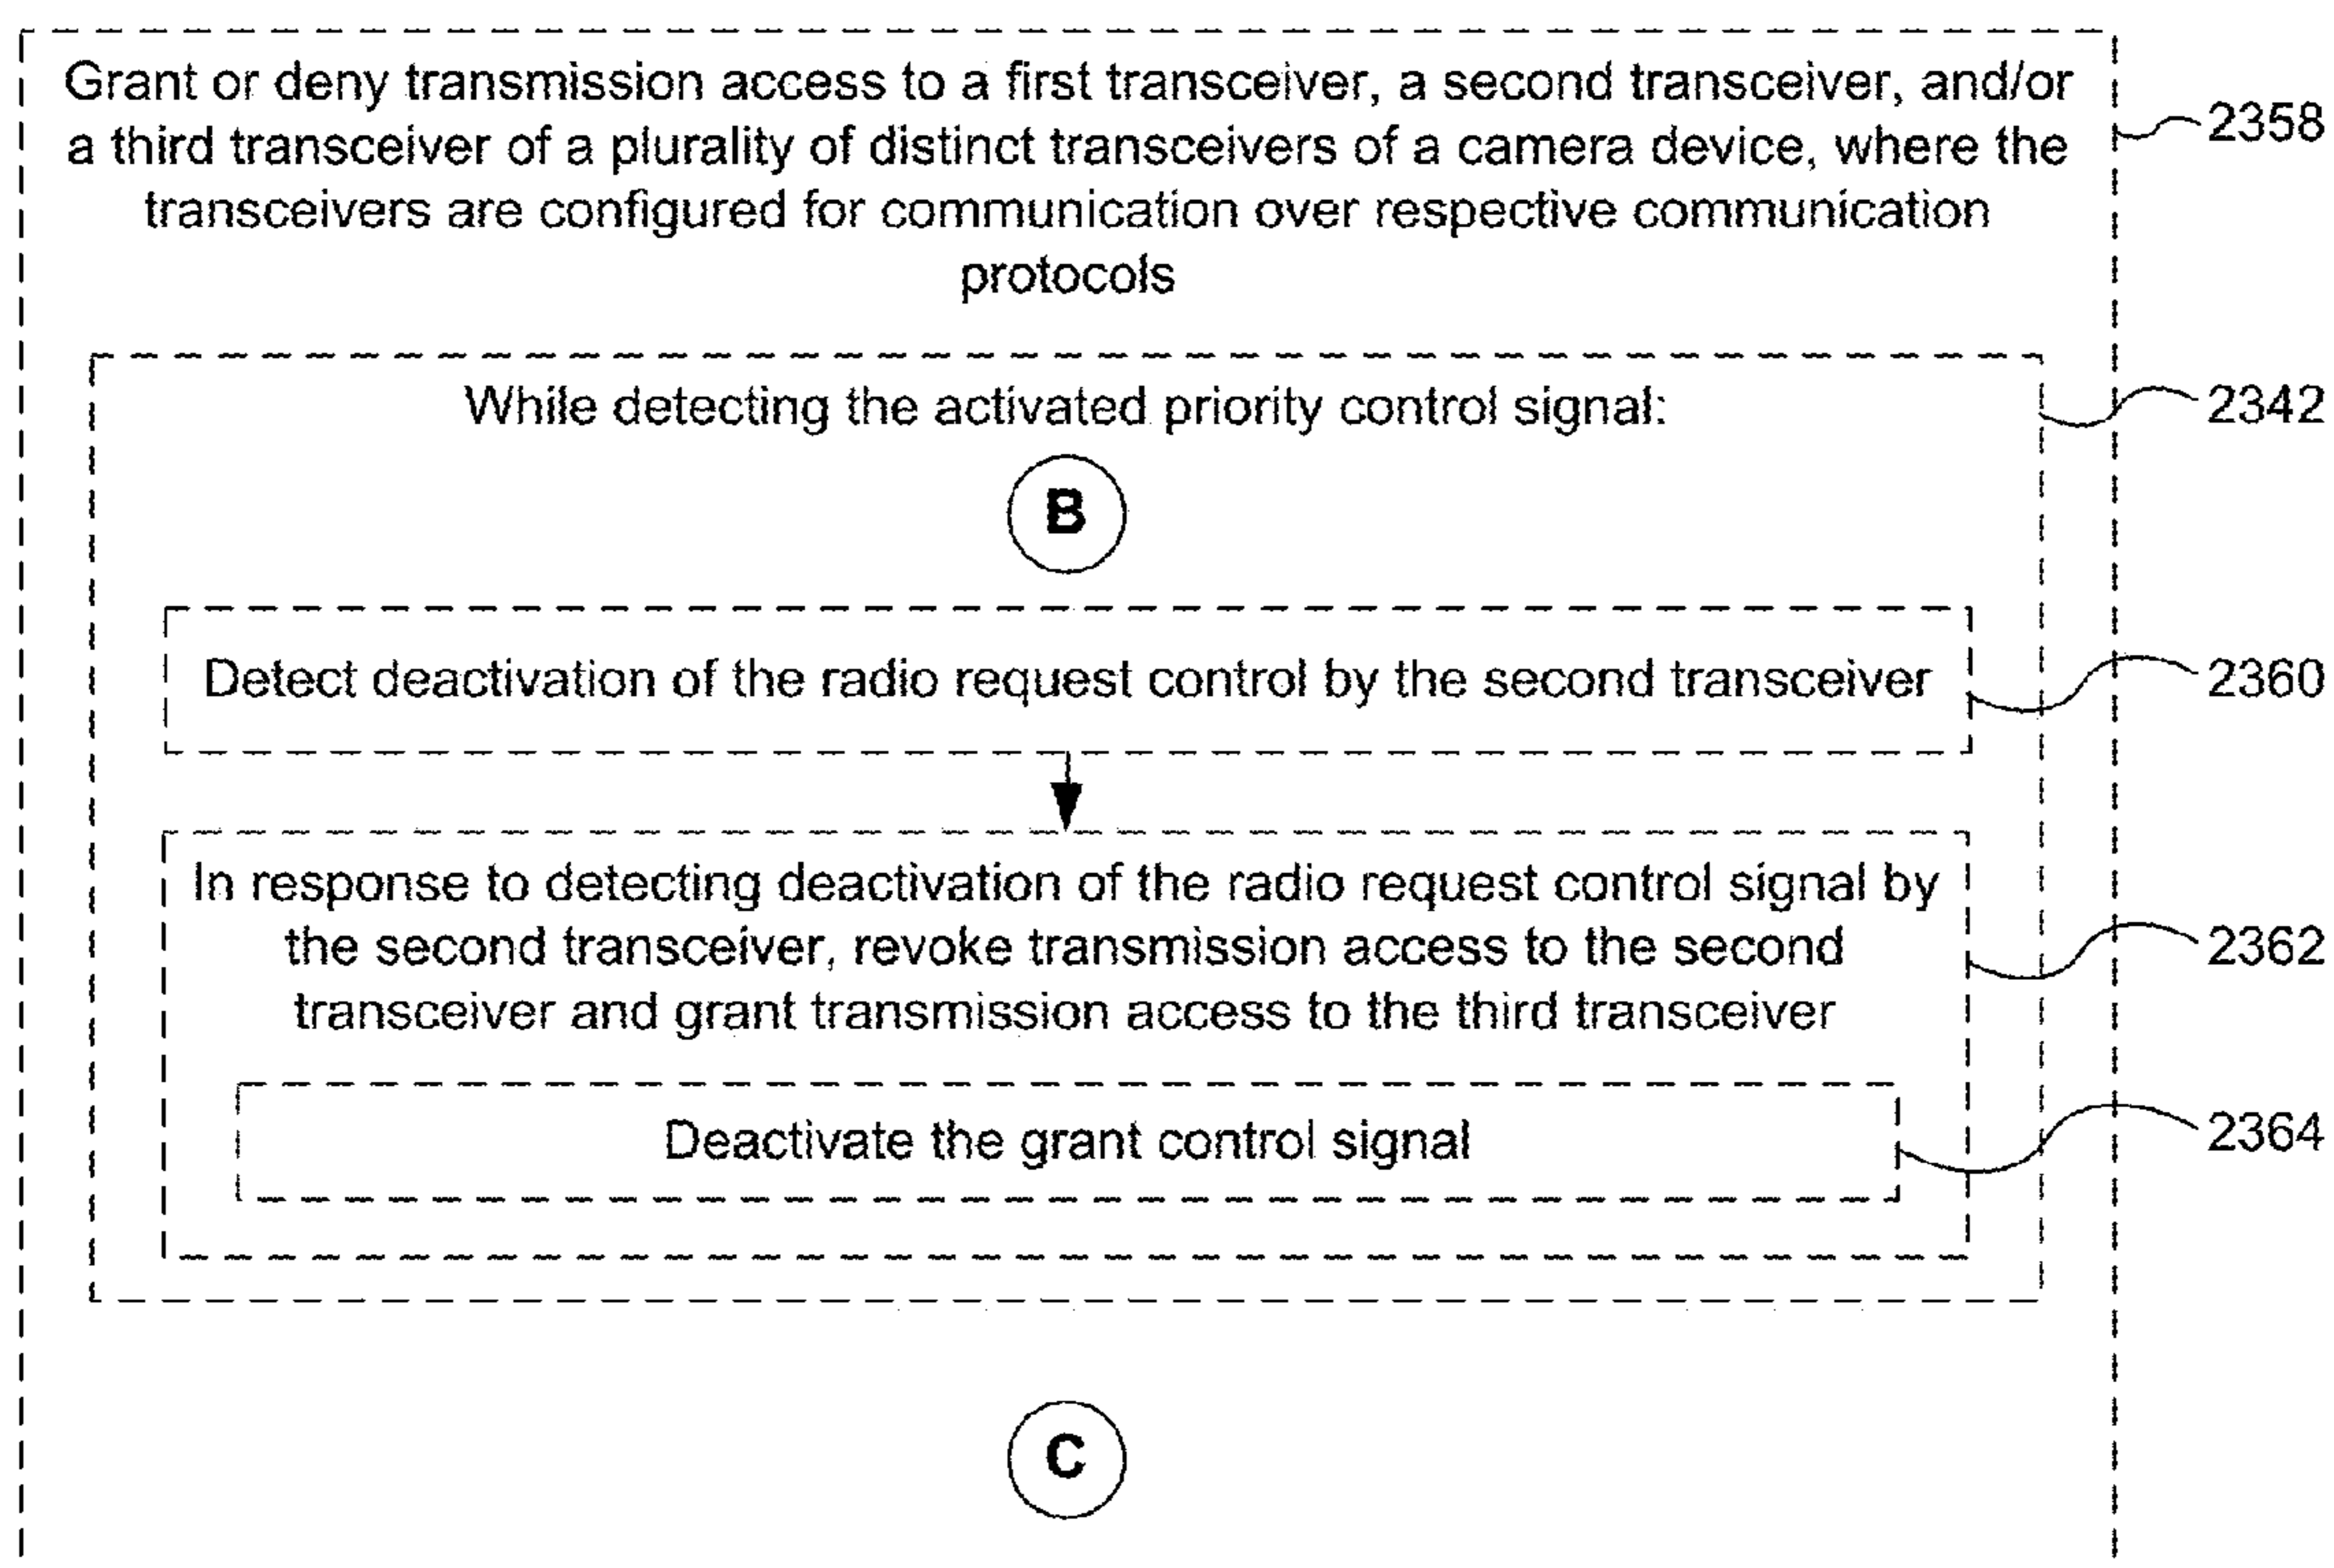 Grant or deny transmission access to a first transceiver, a second transceiver, and/or
a third transceiver of a plurality of distinct transceivers of a camera device, where the
transceivers are configured for communication over respective communication
protocols
2358
While detecting the activated priority control signal:
2342
B
Detect deactivation of the radio request control by the second transceiver
2360
In response to detecting deactivation of the radio request control signal by
the second transceiver, revoke transmission access to the second
transceiver and grant transmission access to the third transceiver
2362
Deactivate the grant control signal
2364
C